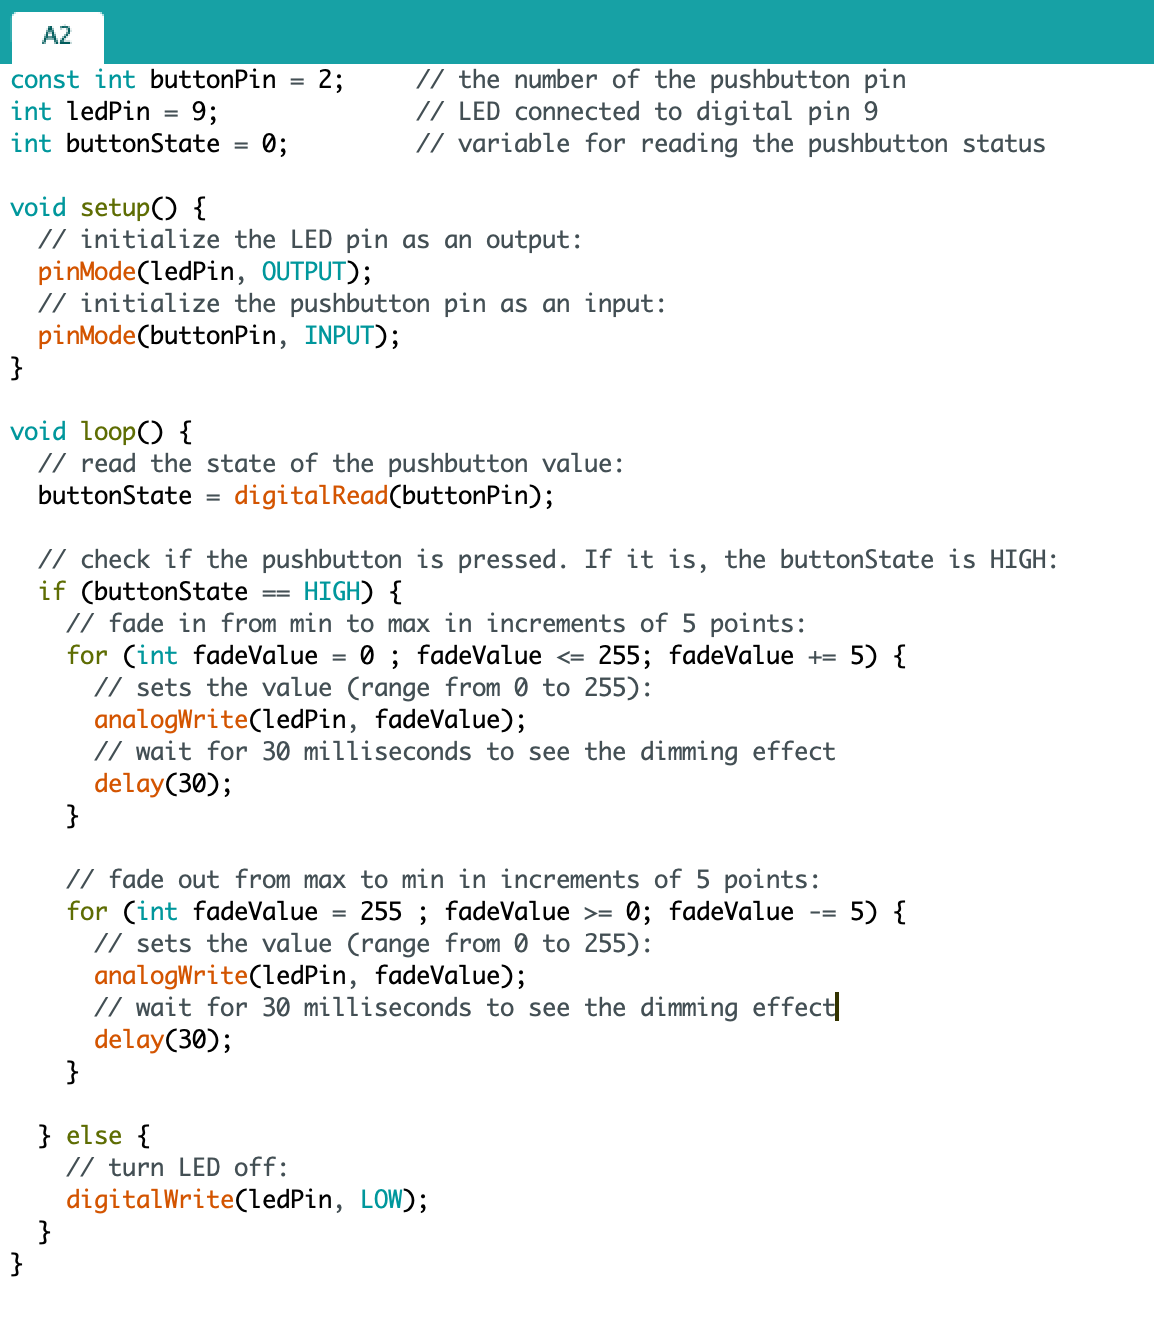 A2
const int buttonPin = 2;     // the number of the pushbutton pin
int ledPin = 9;              // LED connected to digital pin 9
int buttonState = 0;         // variable for reading the pushbutton status

void setup() {
  // initialize the LED pin as an output:
  pinMode(ledPin, OUTPUT);
  // initialize the pushbutton pin as an input:
  pinMode(buttonPin, INPUT);
}

void loop() {
  // read the state of the pushbutton value:
  buttonState = digitalRead(buttonPin);

  // check if the pushbutton is pressed. If it is, the buttonState is HIGH:
  if (buttonState == HIGH) {
    // fade in from min to max in increments of 5 points:
    for (int fadeValue = 0 ; fadeValue <= 255; fadeValue += 5) {
      // sets the value (range from 0 to 255):
      analogWrite(ledPin, fadeValue);
      // wait for 30 milliseconds to see the dimming effect
      delay(30);
    }

    // fade out from max to min in increments of 5 points:
    for (int fadeValue = 255 ; fadeValue >= 0; fadeValue -= 5) {
      // sets the value (range from 0 to 255):
      analogWrite(ledPin, fadeValue);
      // wait for 30 milliseconds to see the dimming effect
      delay(30);
    }

  } else {
    // turn LED off:
    digitalWrite(ledPin, LOW);
  }
}